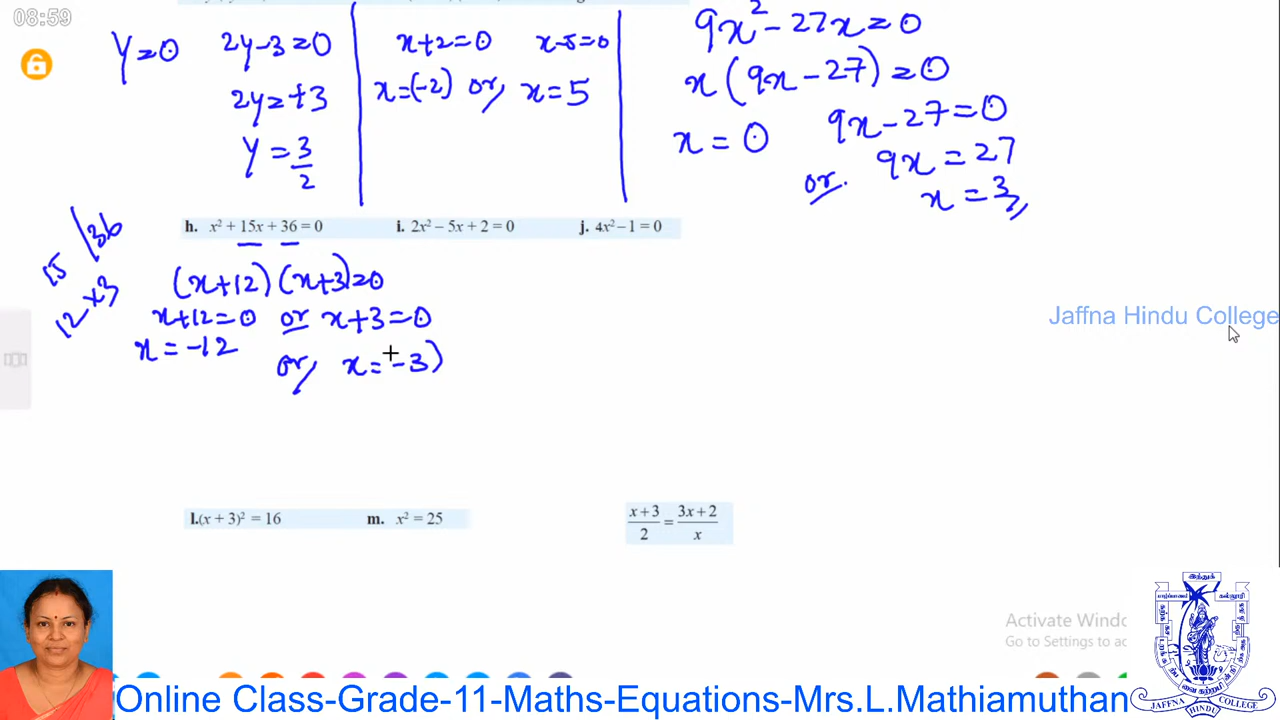 08:59
Y=0 2y-3=0
2y=+3
Y = 3/2
x+2=0 x-5=0
x=(-2) or, x=5
9x² - 27x = 0
x(9x - 27) = 0
x = 0 9x - 27 = 0
9x = 27
or. x = 3,,
15 / 36
12 x 3
h. x² + 15x + 36 = 0 i. 2x² – 5x + 2 = 0 j. 4x² – 1 = 0
(x+12)(x+3)=0
x+12=0 or x+3=0
x = -12 or, x = -3)
Jaffna Hindu College
l.(x + 3)² = 16 m. x² = 25 x+3/2 = 3x+2/x
Activate Windo
Go to Settings to ac
Online Class-Grade-11-Maths-Equations-Mrs.L.Mathiamuthan
JAFFNA HINDU COLLEGE